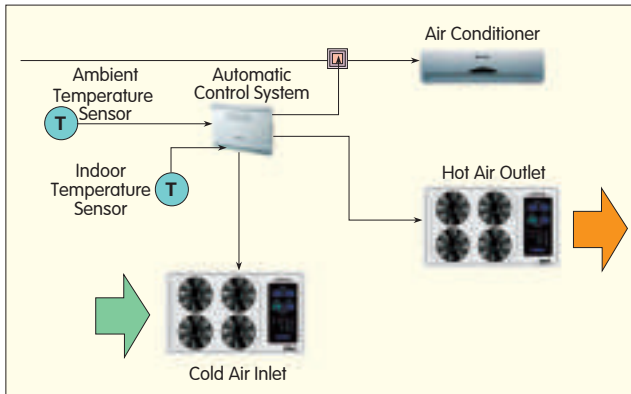 Air Conditioner
Ambient
Temperature
Sensor
Automatic
Control System
T
Indoor
Temperature
Sensor
T
Hot Air Outlet
Cold Air Inlet